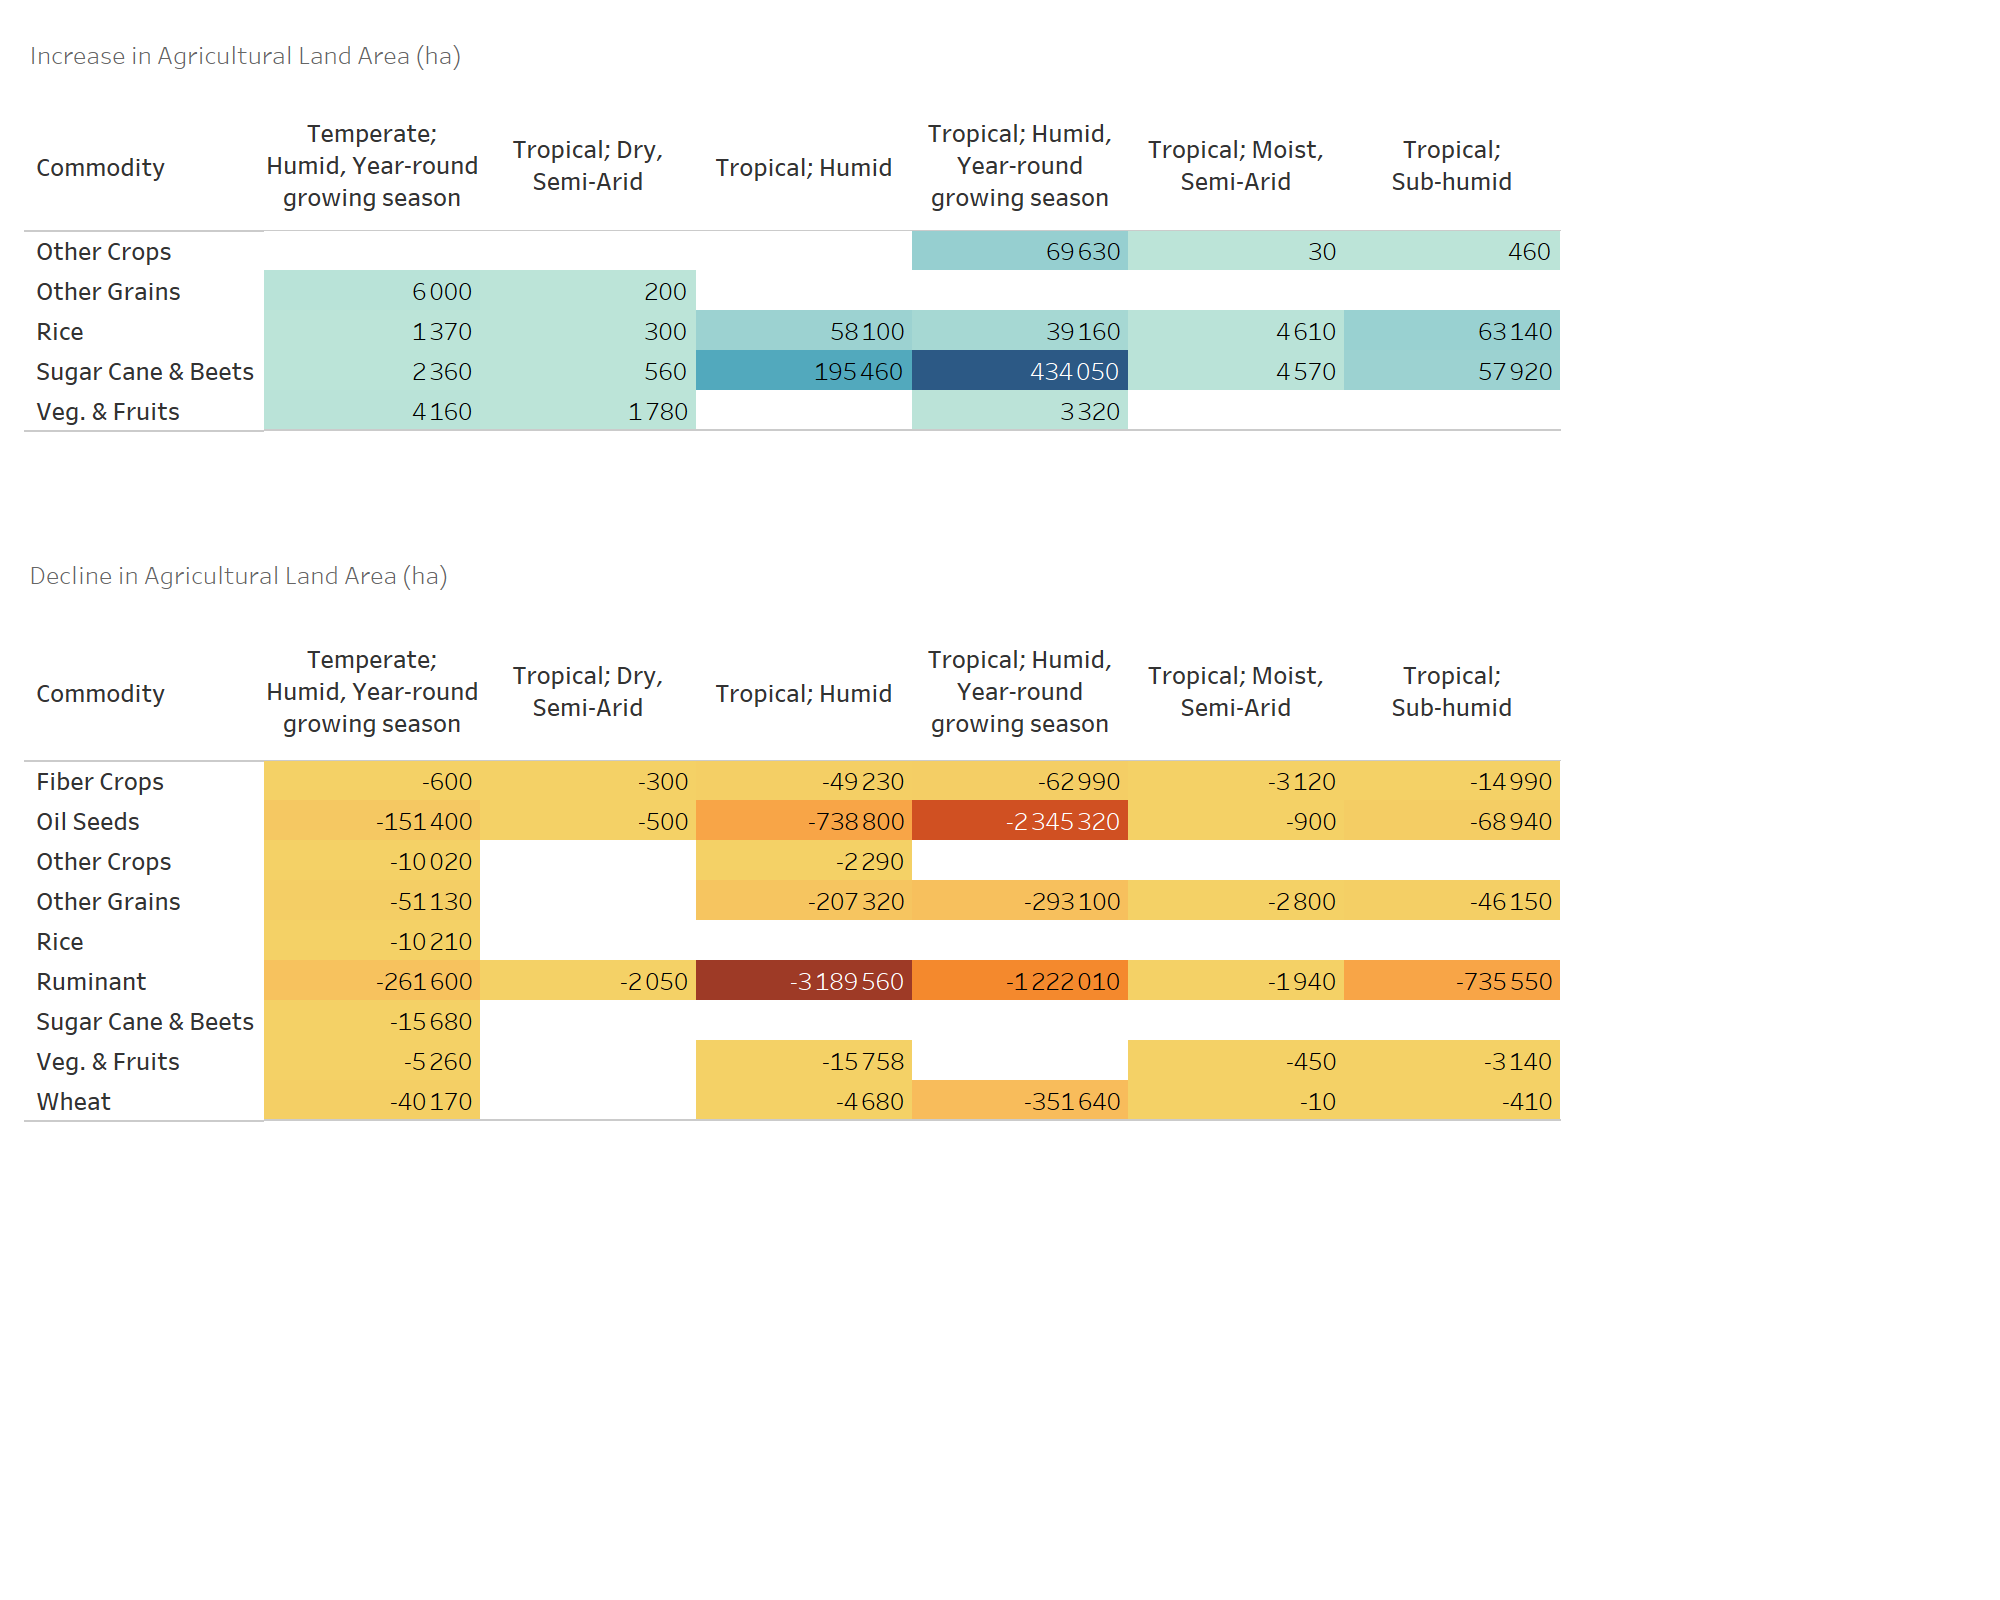 Increase in Agricultural Land Area (ha)
Commodity
Temperate;
Humid, Year-round
growing season
Tropical; Dry,
Semi-Arid
Tropical; Humid
Tropical; Humid,
Year-round
growing season
Tropical; Moist,
Semi-Arid
Tropical;
Sub-humid
Other Crops 69 630 30 460
Other Grains 6 000 200
Rice 1 370 300 58 100 39 160 4 610 63 140
Sugar Cane & Beets 2 360 560 195 460 434 050 4 570 57 920
Veg. & Fruits 4 160 1 780 3 320
Decline in Agricultural Land Area (ha)
Commodity
Temperate;
Humid, Year-round
growing season
Tropical; Dry,
Semi-Arid
Tropical; Humid
Tropical; Humid,
Year-round
growing season
Tropical; Moist,
Semi-Arid
Tropical;
Sub-humid
Fiber Crops -600 -300 -49 230 -62 990 -3 120 -14 990
Oil Seeds -151 400 -500 -738 800 -2 345 320 -900 -68 940
Other Crops -10 020 -2 290
Other Grains -51 130 -207 320 -293 100 -2 800 -46 150
Rice -10 210
Ruminant -261 600 -2 050 -3 189 560 -1 222 010 -1 940 -735 550
Sugar Cane & Beets -15 680
Veg. & Fruits -5 260 -15 758 -450 -3 140
Wheat -40 170 -4 680 -351 640 -10 -410